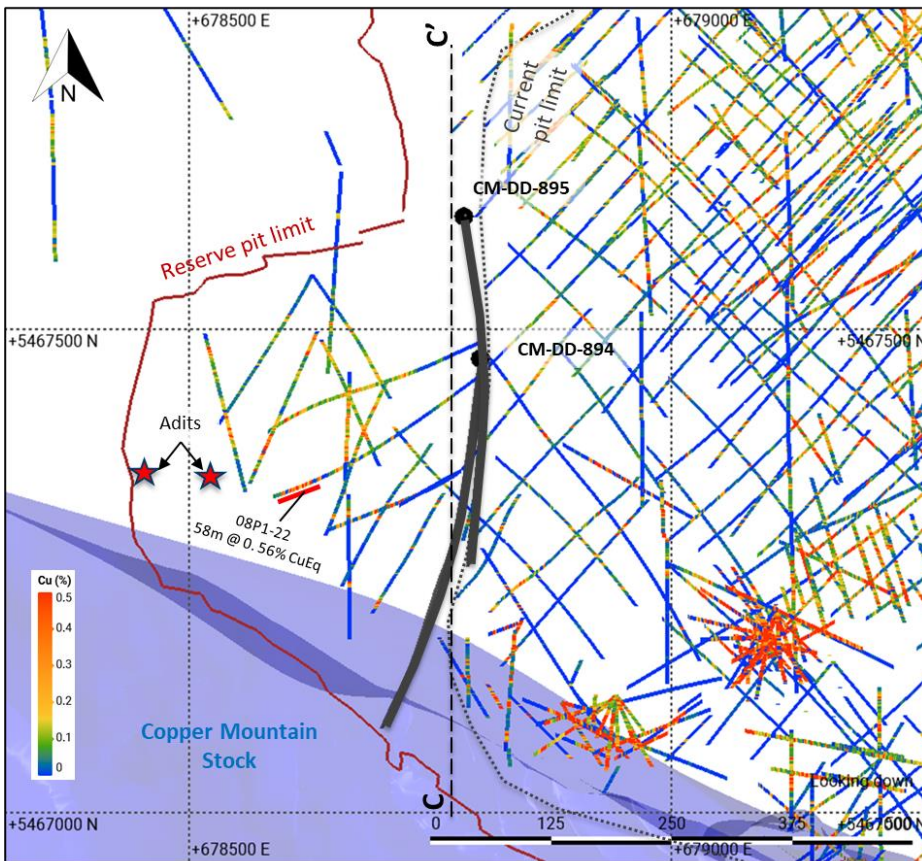 +678500 E
+679000 E
C'
N
Current
pit limit
CM-DD-895
Reserve pit limit
+5467500 N
+5467500 N
CM-DD-894
Adits
08P1-22
58m @ 0.56% CuEq
Cu (%)
0.5
0.4
0.3
0.2
0.1
0
Copper Mountain
Stock
Looking down
C
+5467000 N
0
125
250
375
+678500 E
+679000 E